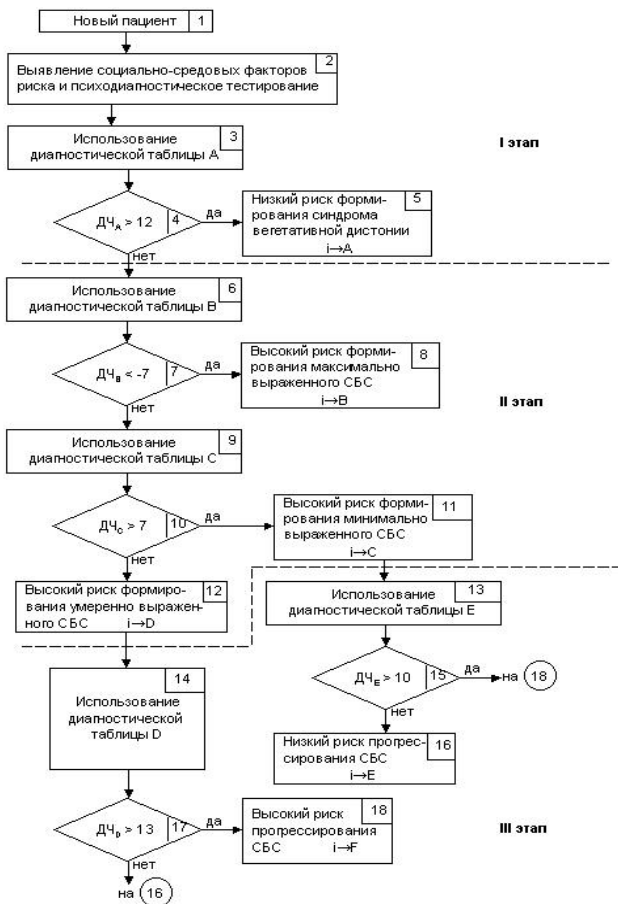 Новый пациент 1
2
Выявление социально-средовых факторов
риска и психодиагностическое тестирование
3
Использование
диагностической таблицы А
I этап
ДЧА > 12 4
да
нет
5
Низкий риск форми-
рования синдрома
вегетативной дистонии
i→A
6
Использование
диагностической таблицы В
ДЧВ < -7 7
да
нет
8
Высокий риск форми-
рования максимально
выраженного СБС
i→B
II этап
9
Использование
диагностической таблицы С
ДЧС > 7 10
да
нет
11
Высокий риск форми-
рования минимально
выраженного СБС
i→C
12
Высокий риск формиро-
вания умеренно выражен-
ного СБС i→D
13
Использование
диагностической таблицы Е
ДЧЕ > 10 15
да
на 18
нет
14
Использование
диагностической
таблицы D
16
Низкий риск прогрес-
сирования СБС
i→E
ДЧD > 13 17
да
нет
на 16
18
Высокий риск
прогрессирования
СБС i→F
III этап